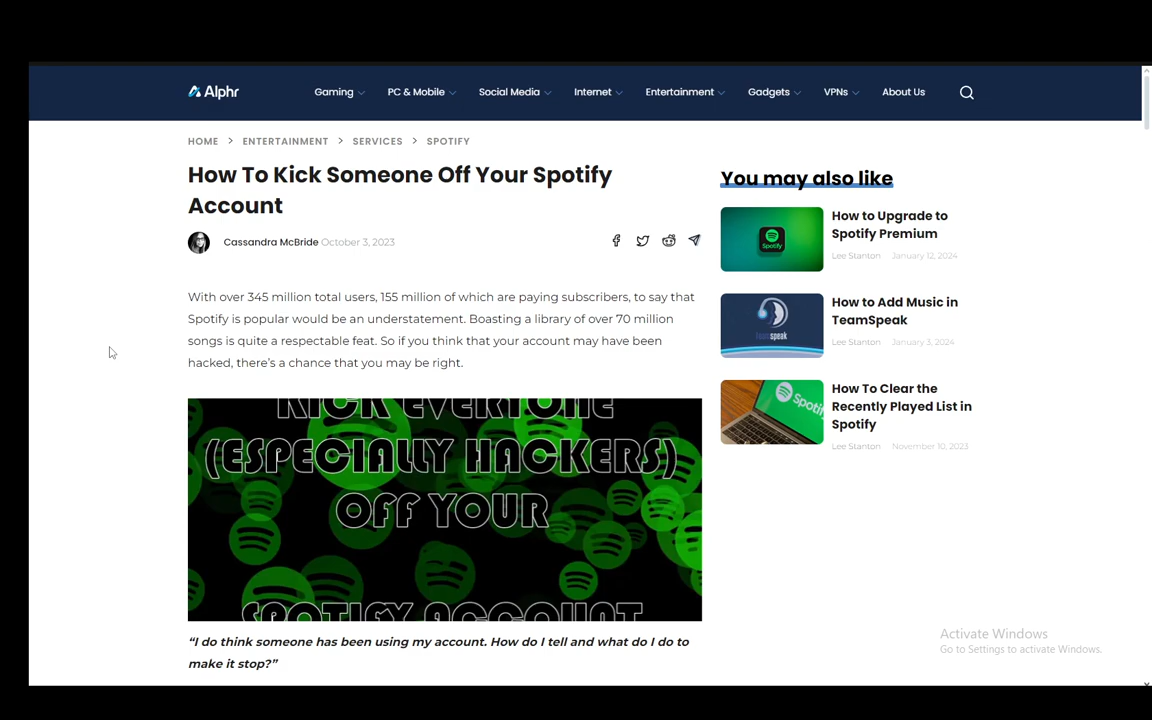 Alphr
Gaming PC & Mobile Social Media Internet Entertainment Gadgets VPNs About Us
HOME > ENTERTAINMENT > SERVICES > SPOTIFY
How To Kick Someone Off Your Spotify
Account
Cassandra McBride October 3, 2023
With over 345 million total users, 155 million of which are paying subscribers, to say that
Spotify is popular would be an understatement. Boasting a library of over 70 million
songs is quite a respectable feat. So if you think that your account may have been
hacked, there’s a chance that you may be right.
KICK EVERYONE
(ESPECIALLY HACKERS)
OFF YOUR
SPOTIFY ACCOUNT
“I do think someone has been using my account. How do I tell and what do I do to
make it stop?”
You may also like
Spotify
How to Upgrade to
Spotify Premium
Lee Stanton January 12, 2024
teamspeak
How to Add Music in
TeamSpeak
Lee Stanton January 3, 2024
Spotify
How To Clear the
Recently Played List in
Spotify
Lee Stanton November 10, 2023
Activate Windows
Go to Settings to activate Windows.